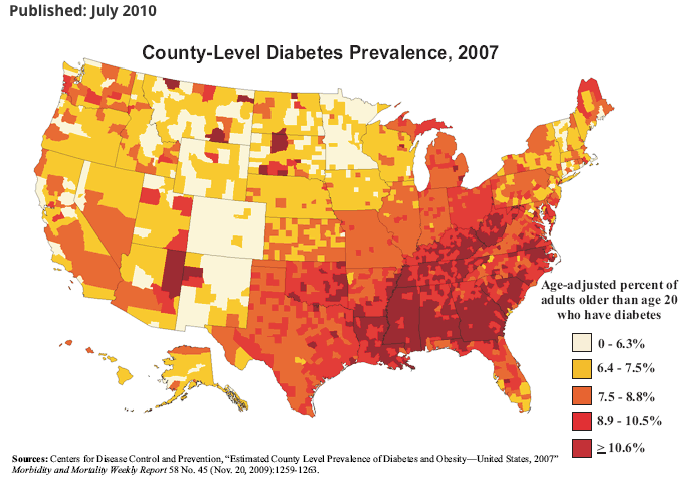 Published: July 2010
County-Level Diabetes Prevalence, 2007
Age-adjusted percent of
adults older than age 20
who have diabetes
0 - 6.3%
6.4 - 7.5%
7.5 - 8.8%
8.9 - 10.5%
≥ 10.6%
Sources: Centers for Disease Control and Prevention, “Estimated County Level Prevalence of Diabetes and Obesity—United States, 2007”
Morbidity and Mortality Weekly Report 58 No. 45 (Nov. 20, 2009):1259-1263.